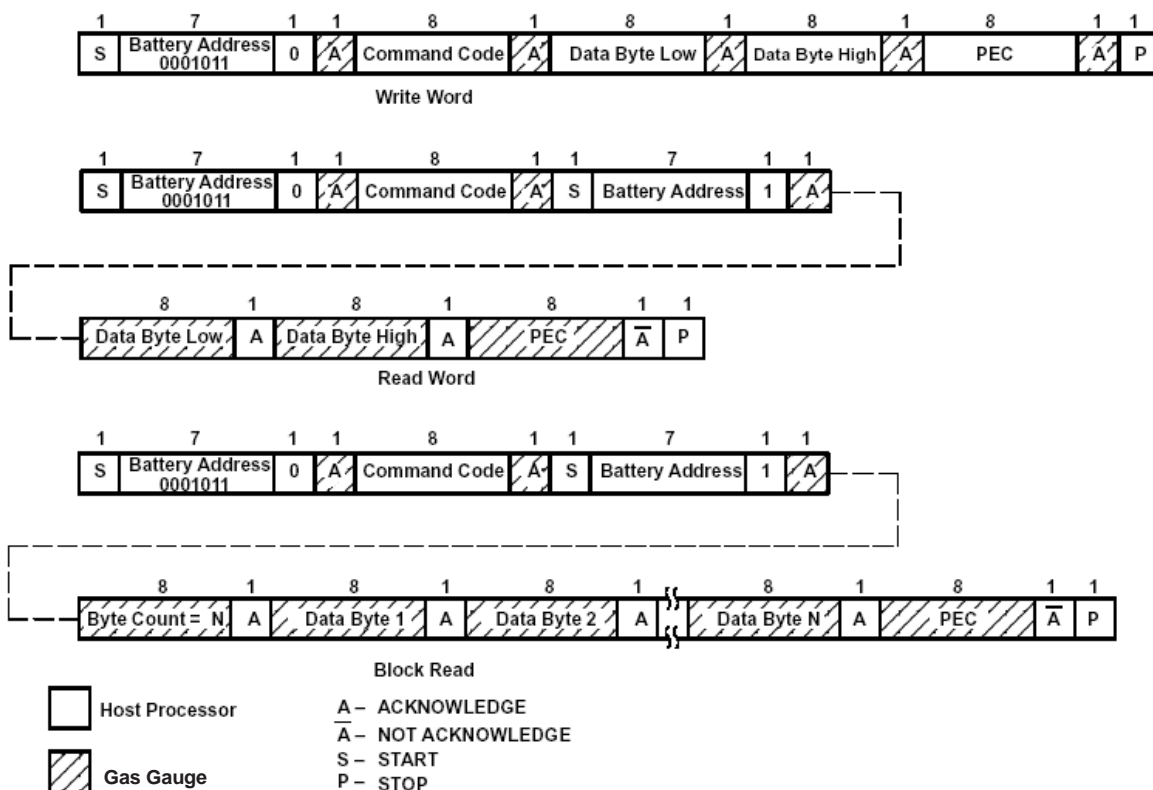 1 7 1 1 8 1 8 1 8 1 8 1 1
S Battery Address 0001011 0 A Command Code A Data Byte Low A Data Byte High A PEC A P
Write Word
1 7 1 1 8 1 1 7 1 1
S Battery Address 0001011 0 A Command Code A S Battery Address 1 A
8 1 8 1 8 1 1
Data Byte Low A Data Byte High A PEC A̅ P
Read Word
1 7 1 1 8 1 1 7 1 1
S Battery Address 0001011 0 A Command Code A S Battery Address 1 A
8 1 8 1 8 1 8 1 8 1 1
Byte Count = N A Data Byte 1 A Data Byte 2 A Data Byte N A PEC A̅ P
Block Read
Host Processor
Gas Gauge
A – ACKNOWLEDGE
A̅ – NOT ACKNOWLEDGE
S – START
P – STOP